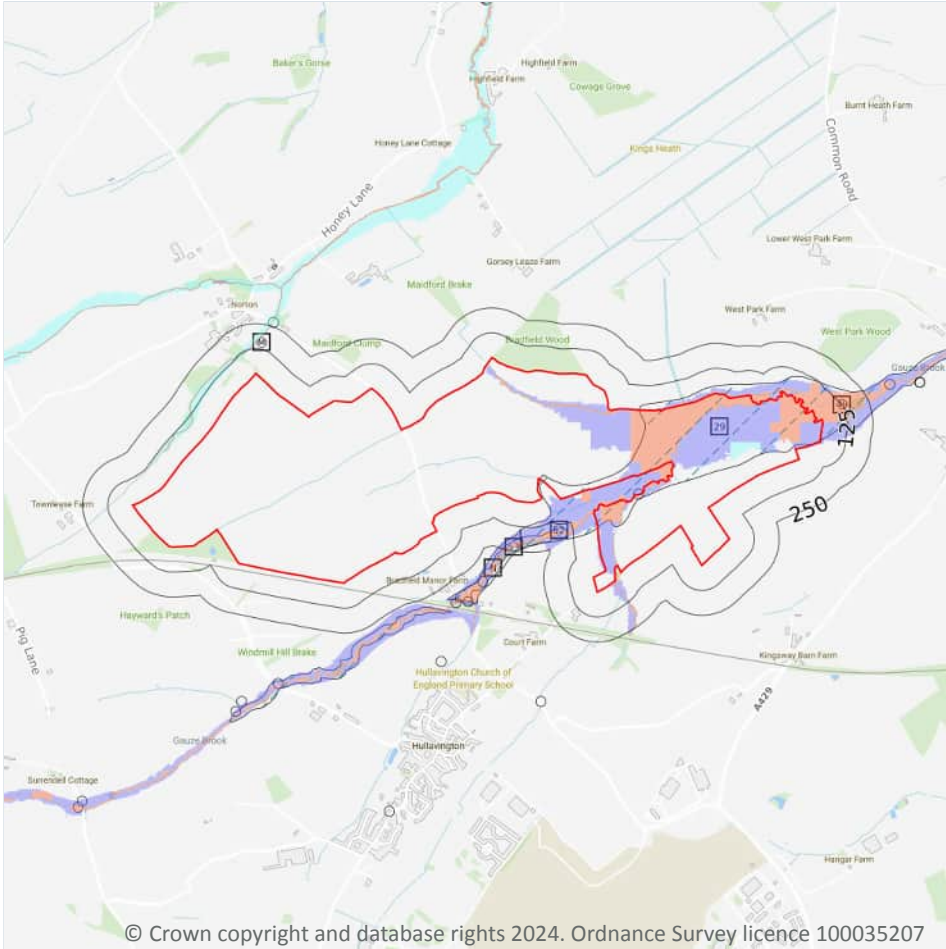 Baker's Gorse
Highfield Farm
Highfield Farm
Cowage Grove
Burnt Heath Farm
Honey Lane Cottage
Kings Heath
Common Road
Honey Lane
Lower West Park Farm
Gorsey Leaze Farm
Maidford Brake
Norton
West Park Farm
Maidford Clump
Bradfield Wood
West Park Wood
Gauze Brook
29
125
Townleyse Farm
250
Bradfield Manor Farm
Hayward's Patch
Pig Lane
Windmill Hill Brake
Court Farm
Kingway Barn Farm
Hullavington Church of
England Primary School
A429
Gauze Brook
Hullavington
Surrendell Cottage
Hangar Farm
© Crown copyright and database rights 2024. Ordnance Survey licence 100035207